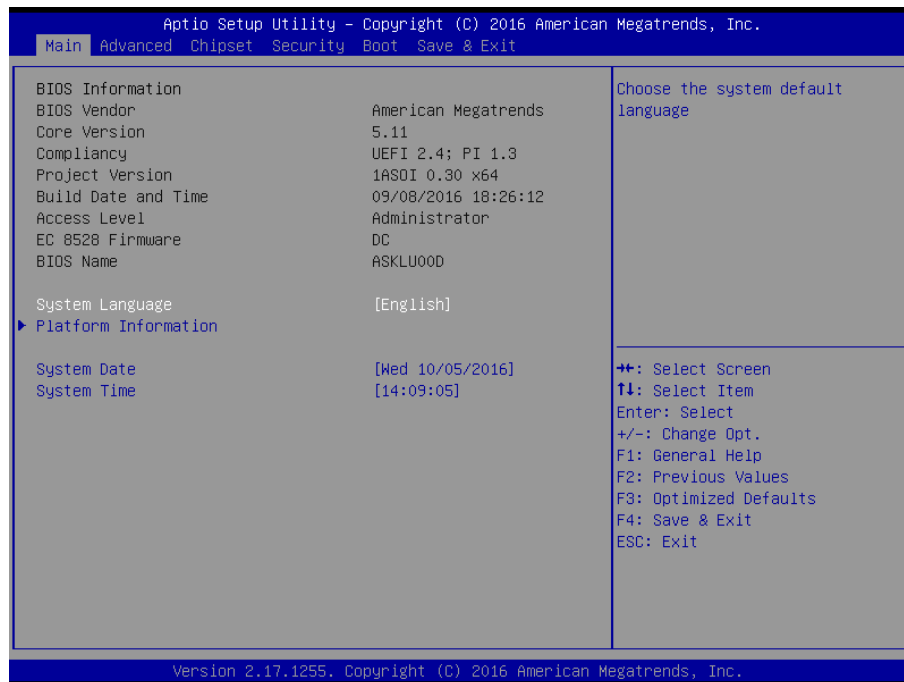 Aptio Setup Utility – Copyright (C) 2016 American Megatrends, Inc.
Main Advanced Chipset Security Boot Save & Exit
BIOS Information
BIOS Vendor American Megatrends
Core Version 5.11
Compliancy UEFI 2.4; PI 1.3
Project Version 1ASOI 0.30 x64
Build Date and Time 09/08/2016 18:26:12
Access Level Administrator
EC 8528 Firmware DC
BIOS Name ASKLU00D
System Language [English]
Platform Information
System Date [Wed 10/05/2016]
System Time [14:09:05]
Choose the system default
language
→←: Select Screen
↑↓: Select Item
Enter: Select
+/-: Change Opt.
F1: General Help
F2: Previous Values
F3: Optimized Defaults
F4: Save & Exit
ESC: Exit
Version 2.17.1255. Copyright (C) 2016 American Megatrends, Inc.